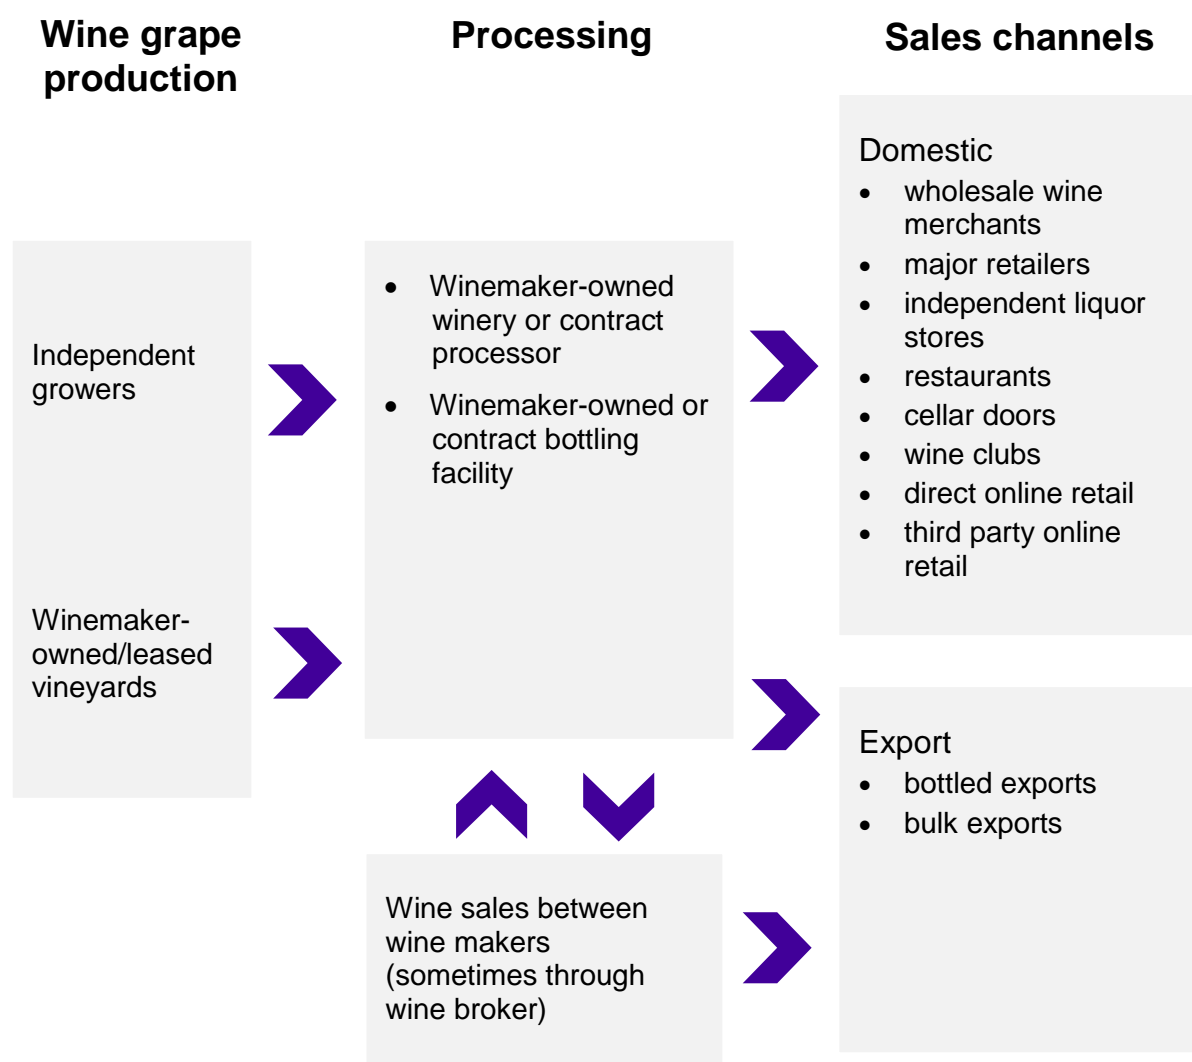 Wine grape
production
Processing
Sales channels
Independent
growers
Winemaker-
owned/leased
vineyards
• Winemaker-owned
winery or contract
processor
• Winemaker-owned or
contract bottling
facility
Wine sales between
wine makers
(sometimes through
wine broker)
Domestic
• wholesale wine
merchants
• major retailers
• independent liquor
stores
• restaurants
• cellar doors
• wine clubs
• direct online retail
• third party online
retail
Export
• bottled exports
• bulk exports